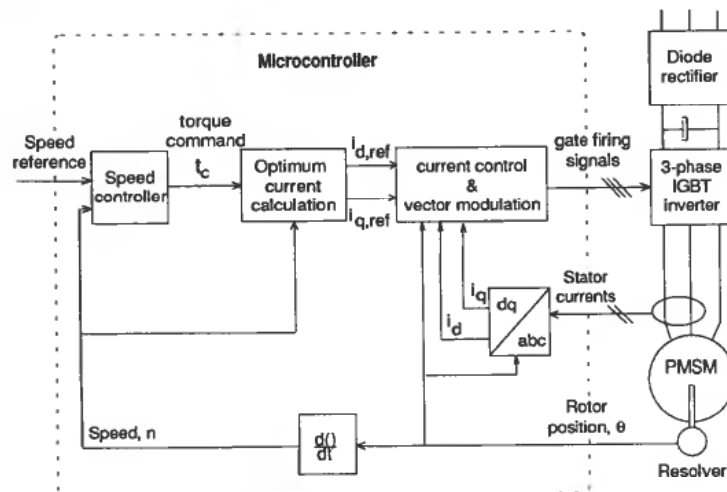 Microcontroller
Diode
rectifier
Speed
reference
torque
command
t_c
Speed
controller
Optimum
current
calculation
i_d,ref
i_q,ref
current control
&
vector modulation
gate firing
signals
3-phase
IGBT
inverter
i_q
i_d
dq
abc
Stator
currents
PMSM
Speed, n
d()
dt
Rotor
position, θ
Resolver